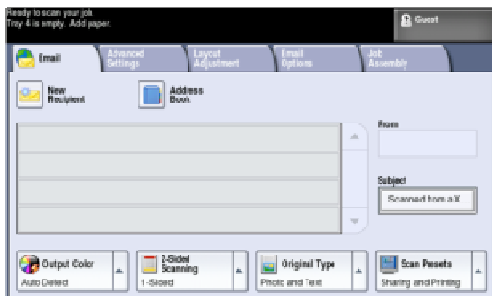 Ready to scan your job
Tray 4 is empty. Add paper.
Guest
Email
Advanced
Settings
Layout
Adjustment
Email
Options
Job
Assembly
New
Recipient
Address
Book
From
Subject
Scanned from a X
Output Color
Auto Detect
2-Sided
Scanning
1-Sided
Original Type
Photo and Text
Scan Presets
Sharing and Printing